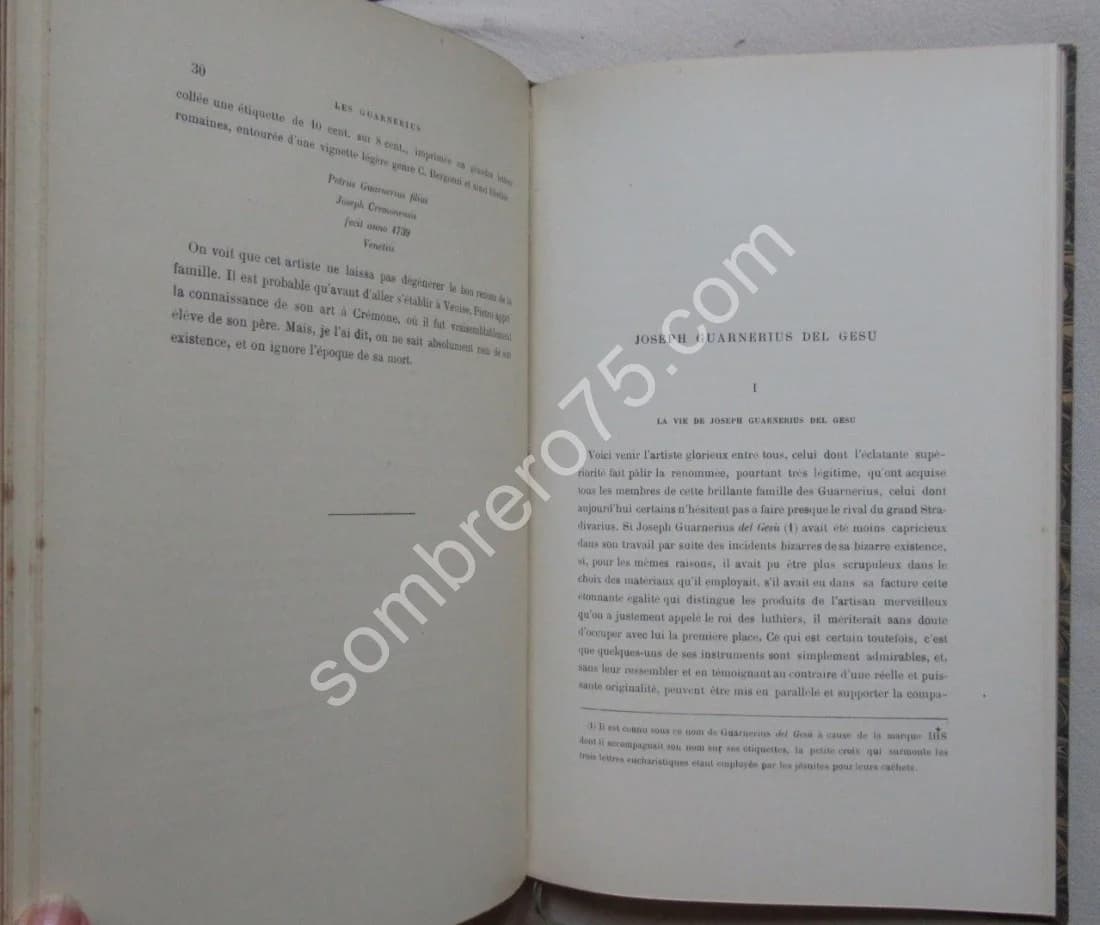 30
LES GUARNERIUS
collée une étiquette de 10 cent. sur 8 cent., imprimée en grandes lettres
romaines, entourée d'une vignette légère genre C. Bergonzi et ainsi libellée
Petrus Guarnerius filius
Joseph Cremonensis
fecit anno 1739
Venetiis
On voit que cet artiste ne laissa pas dégénérer le bon renom de la
famille. Il est probable qu'avant d'aller s'établir à Venise, Pietro apprit
la connaissance de son art à Crémone, où il fut vraisemblablement
élève de son père. Mais, je l'ai dit, on ne sait absolument rien de son
existence, et on ignore l'époque de sa mort.
JOSEPH GUARNERIUS DEL GESU
I
LA VIE DE JOSEPH GUARNERIUS DEL GESU
Voici venir l'artiste glorieux entre tous, celui dont l'éclatante supé-
riorité fait pâlir la renommée, pourtant très légitime, qu'ont acquise
tous les membres de cette brillante famille des Guarnerius, celui dont
aujourd'hui certains n'hésitent pas a faire presque le rival du grand Stra-
divarius. Si Joseph Guarnerius del Gesù (1) avait été moins capricieux
dans son travail par suite des incidents bizarres de sa bizarre existence,
si, pour les mêmes raisons, il avait pu être plus scrupuleux dans le
choix des matériaux qu'il employait, s'il avait eu dans sa facture cette
étonnante égalité qui distingue les produits de l'artisan merveilleux
qu'on a justement appelé le roi des luthiers, il mériterait sans doute
d'occuper avec lui la première place. Ce qui est certain toutefois, c'est
que quelques-uns de ses instruments sont simplement admirables, et,
sans leur ressembler et en témoignant au contraire d'une réelle et puis-
sante originalité, peuvent être mis en parallèle et supporter la compa-
(1) Il est connu sous ce nom de Guarnerius del Gesù à cause de la marque IHS
dont il accompagnait son nom sur ses étiquettes, la petite croix qui surmonte les
trois lettres eucharistiques étant employée par les jésuites pour leurs cachets.
sombrero75.com